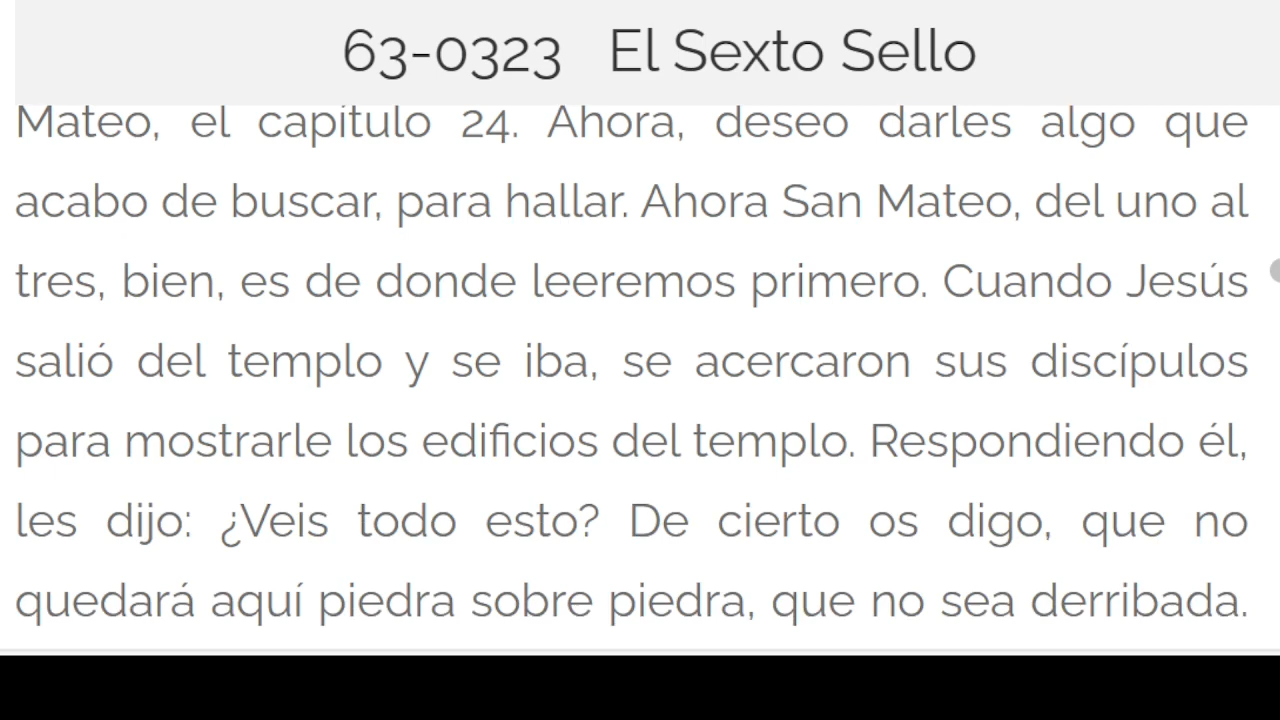 63-0323 El Sexto Sello
Mateo, el capítulo 24. Ahora, deseo darles algo que
acabo de buscar, para hallar. Ahora San Mateo, del uno al
tres, bien, es de donde leeremos primero. Cuando Jesús
salió del templo y se iba, se acercaron sus discípulos
para mostrarle los edificios del templo. Respondiendo él,
les dijo: ¿Veis todo esto? De cierto os digo, que no
quedará aquí piedra sobre piedra, que no sea derribada.